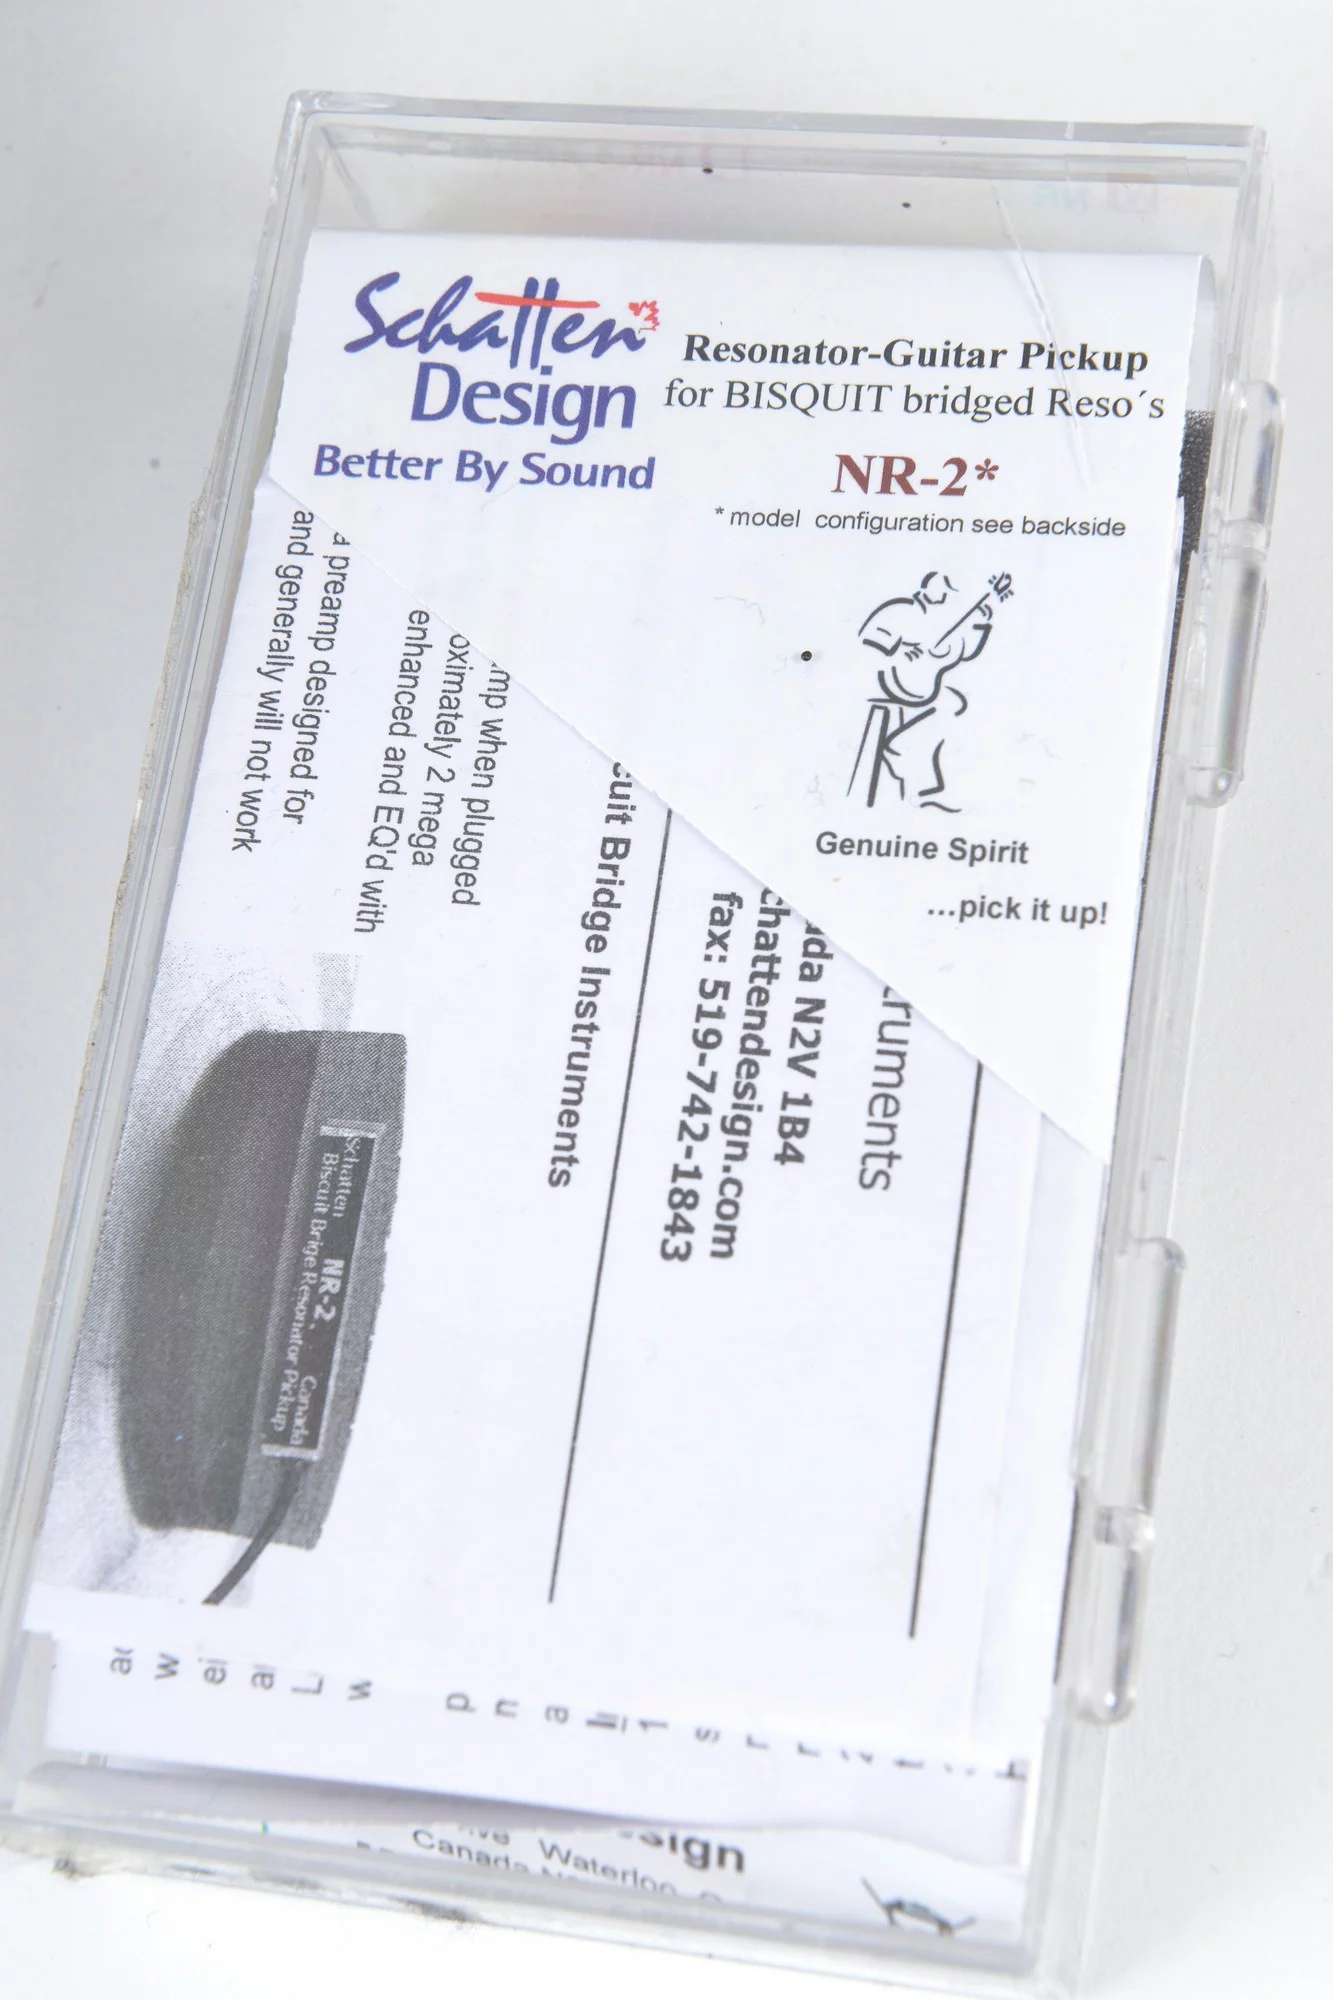 Schatten
Design
Better By Sound
Resonator-Guitar Pickup
for BISQUIT bridged Reso´s
NR-2*
*model configuration see backside
Genuine Spirit
...pick it up!
truments
da N2V 1B4
chattendesign.com
fax: 519-742-1843
cuit Bridge Instruments
mp when plugged
oximately 2 mega
enhanced and EQ'd with
a preamp designed for
and generally will not work
Schatten NR-2. Canada
Biscuit Brige Resonator Pickup
sign
Waterloo
Canada